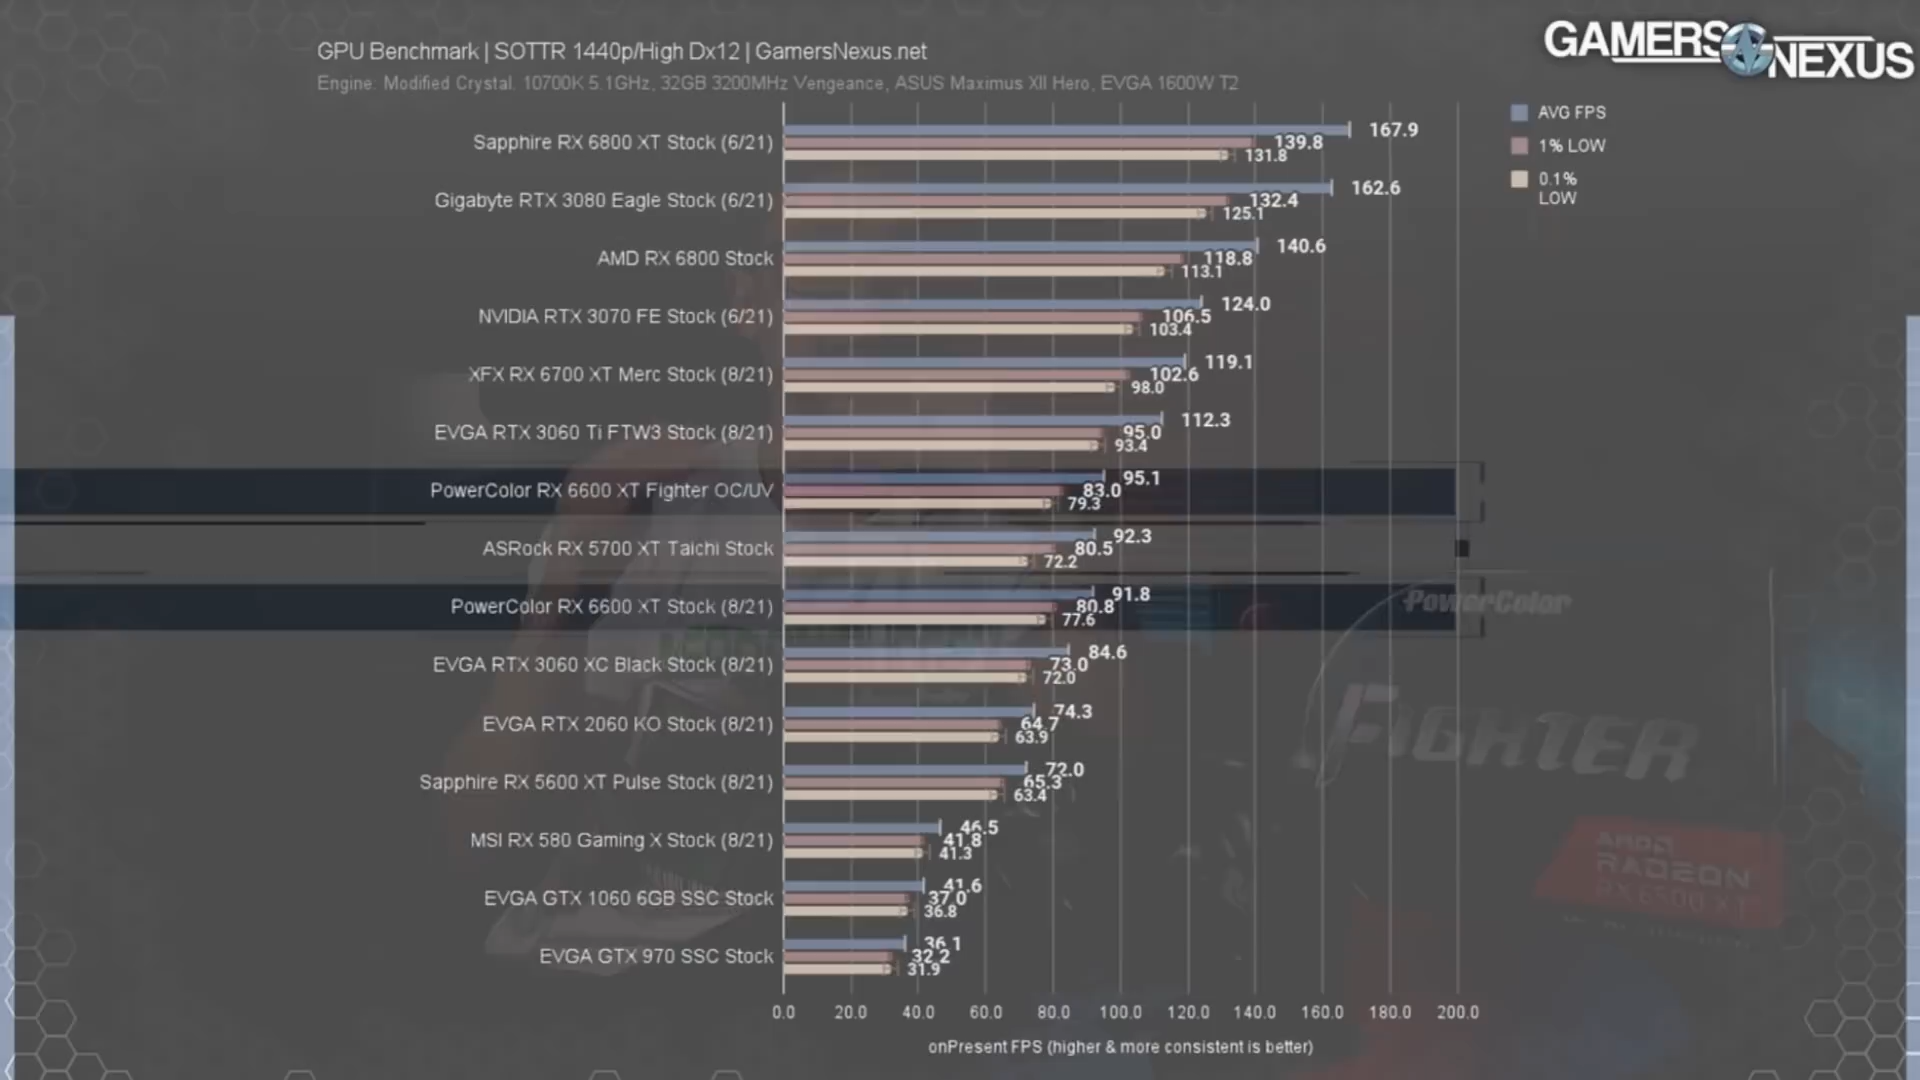 GAMERS NEXUS
GPU Benchmark | SOTTR 1440p/High Dx12 | GamersNexus.net
Engine: Modified Crystal. 10700K 5.1GHz, 32GB 3200MHz Vengeance, ASUS Maximus XII Hero, EVGA 1600W T2
AVG FPS
1% LOW
0.1%
LOW
Sapphire RX 6800 XT Stock (6/21)
167.9
139.8
131.8
Gigabyte RTX 3080 Eagle Stock (6/21)
162.6
132.4
125.1
AMD RX 6800 Stock
140.6
118.8
113.1
NVIDIA RTX 3070 FE Stock (6/21)
124.0
106.5
103.4
XFX RX 6700 XT Merc Stock (8/21)
119.1
102.6
98.0
EVGA RTX 3060 Ti FTW3 Stock (8/21)
112.3
95.0
93.4
PowerColor RX 6600 XT Fighter OC/UV
95.1
83.0
79.3
ASRock RX 5700 XT Taichi Stock
92.3
80.5
72.2
PowerColor RX 6600 XT Stock (8/21)
91.8
80.8
77.6
EVGA RTX 3060 XC Black Stock (8/21)
84.6
73.0
72.0
EVGA RTX 2060 KO Stock (8/21)
74.3
64.7
63.9
Sapphire RX 5600 XT Pulse Stock (8/21)
72.0
65.3
63.4
MSI RX 580 Gaming X Stock (8/21)
46.5
41.8
41.3
EVGA GTX 1060 6GB SSC Stock
41.6
37.0
36.8
EVGA GTX 970 SSC Stock
36.1
32.2
31.9
0.0 20.0 40.0 60.0 80.0 100.0 120.0 140.0 160.0 180.0 200.0
onPresent FPS (higher & more consistent is better)
PowerColor
FIGHTER
AMD
RADEON